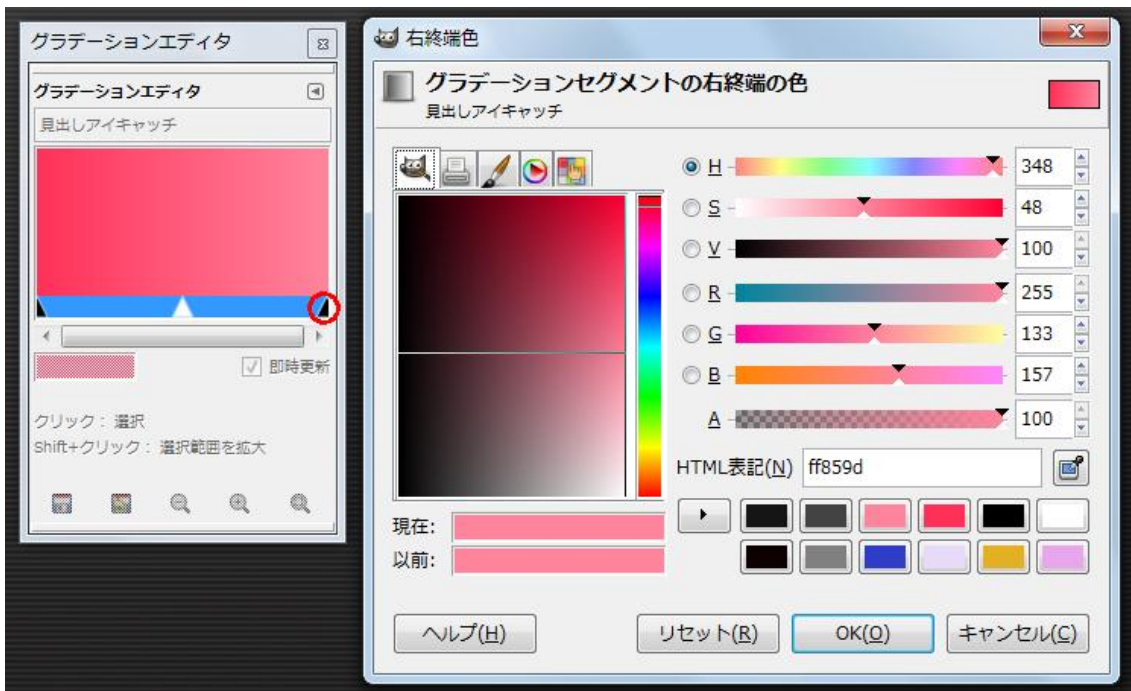 グラデーションエディタ
グラデーションエディタ
見出しアイキャッチ
即時更新
クリック： 選択
Shift+クリック： 選択範囲を拡大
右終端色
グラデーションセグメントの右終端の色
見出しアイキャッチ
H 348
S 48
V 100
R 255
G 133
B 157
A 100
HTML表記(N) ff859d
現在:
以前:
ヘルプ(H) リセット(R) OK(O) キャンセル(C)